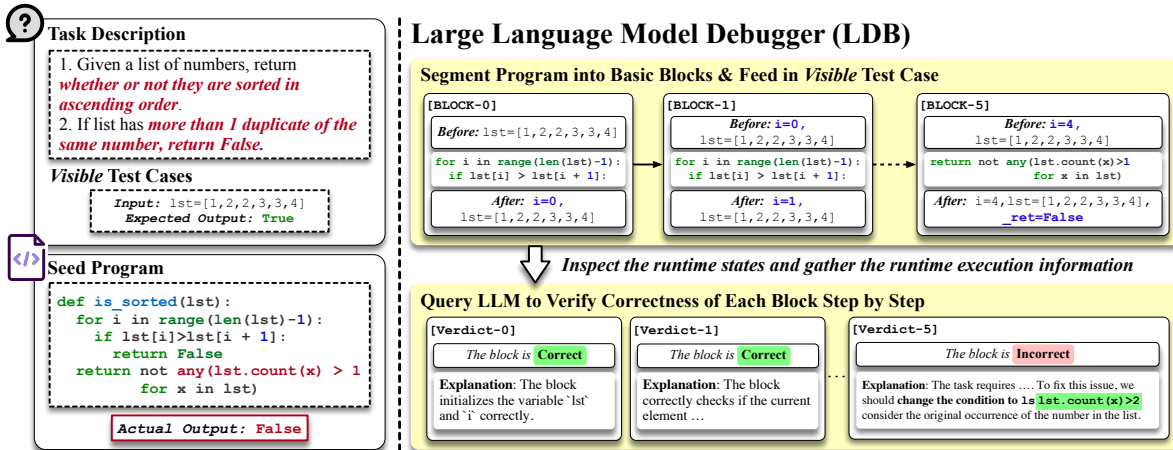 ?
Task Description
1. Given a list of numbers, return
whether or not they are sorted in
ascending order.
2. If list has more than 1 duplicate of the
same number, return False.
Visible Test Cases
Input: lst=[1,2,2,3,3,4]
Expected Output: True
</>
Seed Program
def is_sorted(lst):
for i in range(len(lst)-1):
if lst[i]>lst[i + 1]:
return False
return not any(lst.count(x) > 1
for x in lst)
Actual Output: False
Large Language Model Debugger (LDB)
Segment Program into Basic Blocks & Feed in Visible Test Case
[BLOCK-0]
Before: lst=[1,2,2,3,3,4]
for i in range(len(lst)-1):
if lst[i] > lst[i + 1]:
After: i=0,
lst=[1,2,2,3,3,4]
[BLOCK-1]
Before: i=0,
lst=[1,2,2,3,3,4]
for i in range(len(lst)-1):
if lst[i] > lst[i + 1]:
After: i=1,
lst=[1,2,2,3,3,4]
[BLOCK-5]
Before: i=4,
lst=[1,2,2,3,3,4]
return not any(lst.count(x)>1
for x in lst)
After: i=4,lst=[1,2,2,3,3,4],
_ret=False
Inspect the runtime states and gather the runtime execution information
Query LLM to Verify Correctness of Each Block Step by Step
[Verdict-0]
The block is Correct
Explanation: The block
initializes the variable `lst`
and `i` correctly.
[Verdict-1]
The block is Correct
Explanation: The block
correctly checks if the current
element …
[Verdict-5]
The block is Incorrect
Explanation: The task requires …. To fix this issue, we
should change the condition to ls lst.count(x)>2
consider the original occurrence of the number in the list.